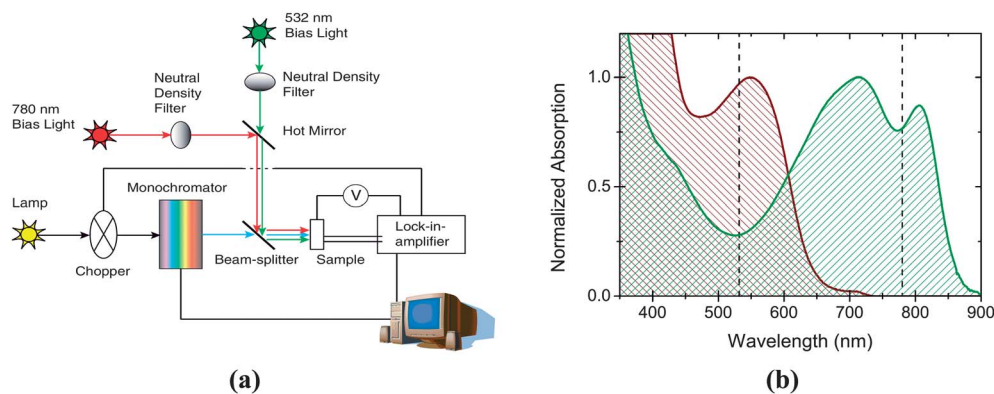 532 nm
Bias Light
Neutral
Density
Filter
Neutral Density
Filter
780 nm
Bias Light
Hot Mirror
Monochromator
V
Lamp
Lock-in-
amplifier
Beam-splitter
Sample
Chopper
(a)
Normalized Absorption
1.0
0.5
0.0
400
500
600
700
800
900
Wavelength (nm)
(b)